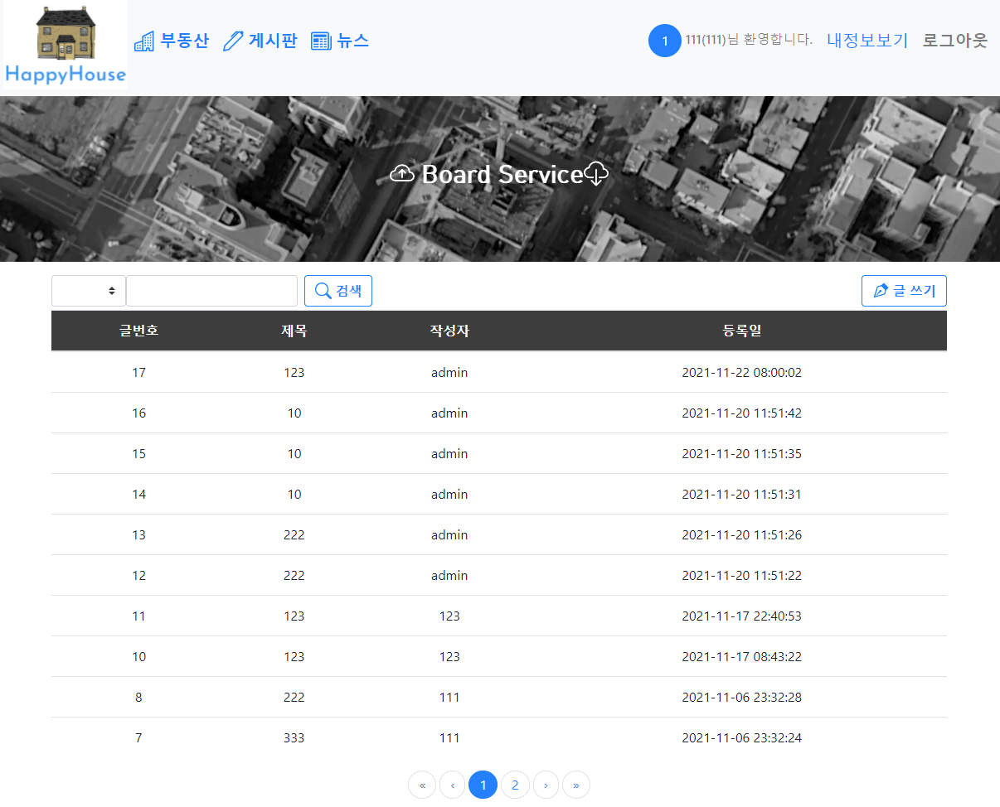 HappyHouse
부동산 게시판 뉴스
1 111(111)님 환영합니다. 내정보보기 로그아웃
Board Service
검색 글 쓰기
글번호 제목 작성자 등록일
17 123 admin 2021-11-22 08:00:02
16 10 admin 2021-11-20 11:51:42
15 10 admin 2021-11-20 11:51:35
14 10 admin 2021-11-20 11:51:31
13 222 admin 2021-11-20 11:51:26
12 222 admin 2021-11-20 11:51:22
11 123 123 2021-11-17 22:40:53
10 123 123 2021-11-17 08:43:22
8 222 111 2021-11-06 23:32:28
7 333 111 2021-11-06 23:32:24
« ‹ 1 2 › »